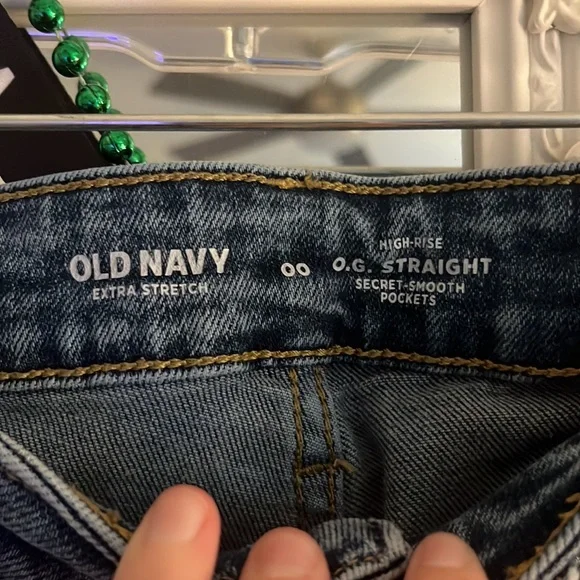 OLD NAVY
EXTRA STRETCH
00
HIGH-RISE
O.G. STRAIGHT
SECRET-SMOOTH
POCKETS